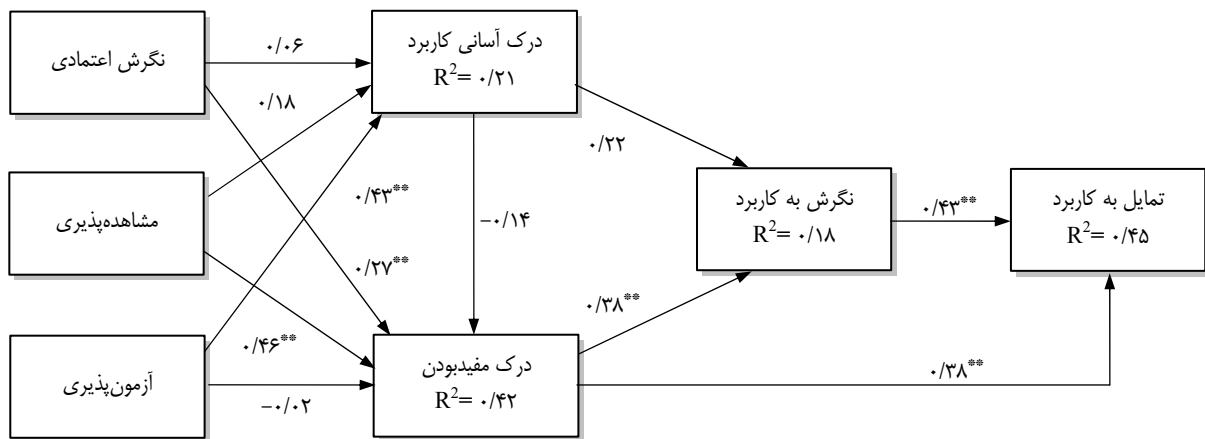 نگرش اعتمادی
مشاهده‌پذیری
آزمون‌پذیری
۰/۰۶
۰/۱۸
۰/۴۳**
۰/۲۷**
۰/۴۶**
−۰/۰۲
درک آسانی کاربرد
R²= ۰/۲۱
−۰/۱۴
درک مفیدبودن
R²= ۰/۴۲
۰/۲۲
۰/۳۸**
نگرش به کاربرد
R²= ۰/۱۸
۰/۴۳**
۰/۳۸**
تمایل به کاربرد
R²= ۰/۴۵